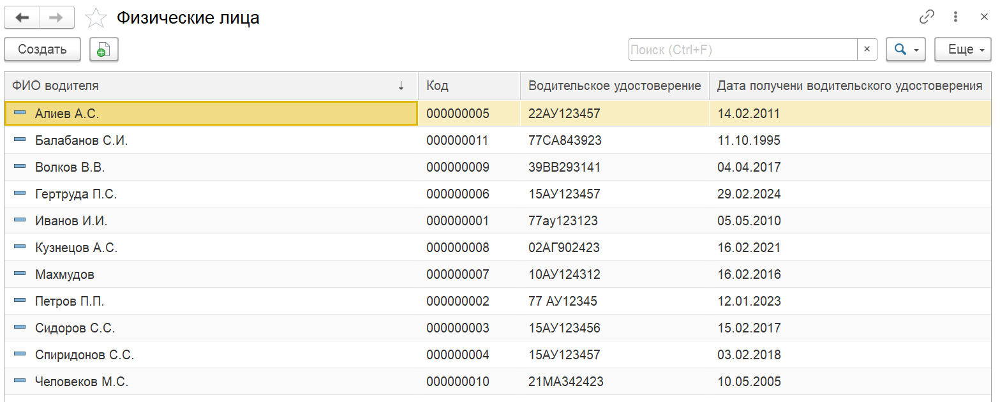 Физические лица
Создать Поиск (Ctrl+F) × Еще
ФИО водителя ↓ Код Водительское удостоверение Дата получени водительского удостоверения
Алиев А.С. 000000005 22АУ123457 14.02.2011
Балабанов С.И. 000000011 77СА843923 11.10.1995
Волков В.В. 000000009 39ВВ293141 04.04.2017
Гертруда П.С. 000000006 15АУ123457 29.02.2024
Иванов И.И. 000000001 77ау123123 05.05.2010
Кузнецов А.С. 000000008 02АГ902423 16.02.2021
Махмудов 000000007 10АУ124312 16.02.2016
Петров П.П. 000000002 77 АУ12345 12.01.2023
Сидоров С.С. 000000003 15АУ123456 15.02.2017
Спиридонов С.С. 000000004 15АУ123457 03.02.2018
Человеков М.С. 000000010 21МА342423 10.05.2005